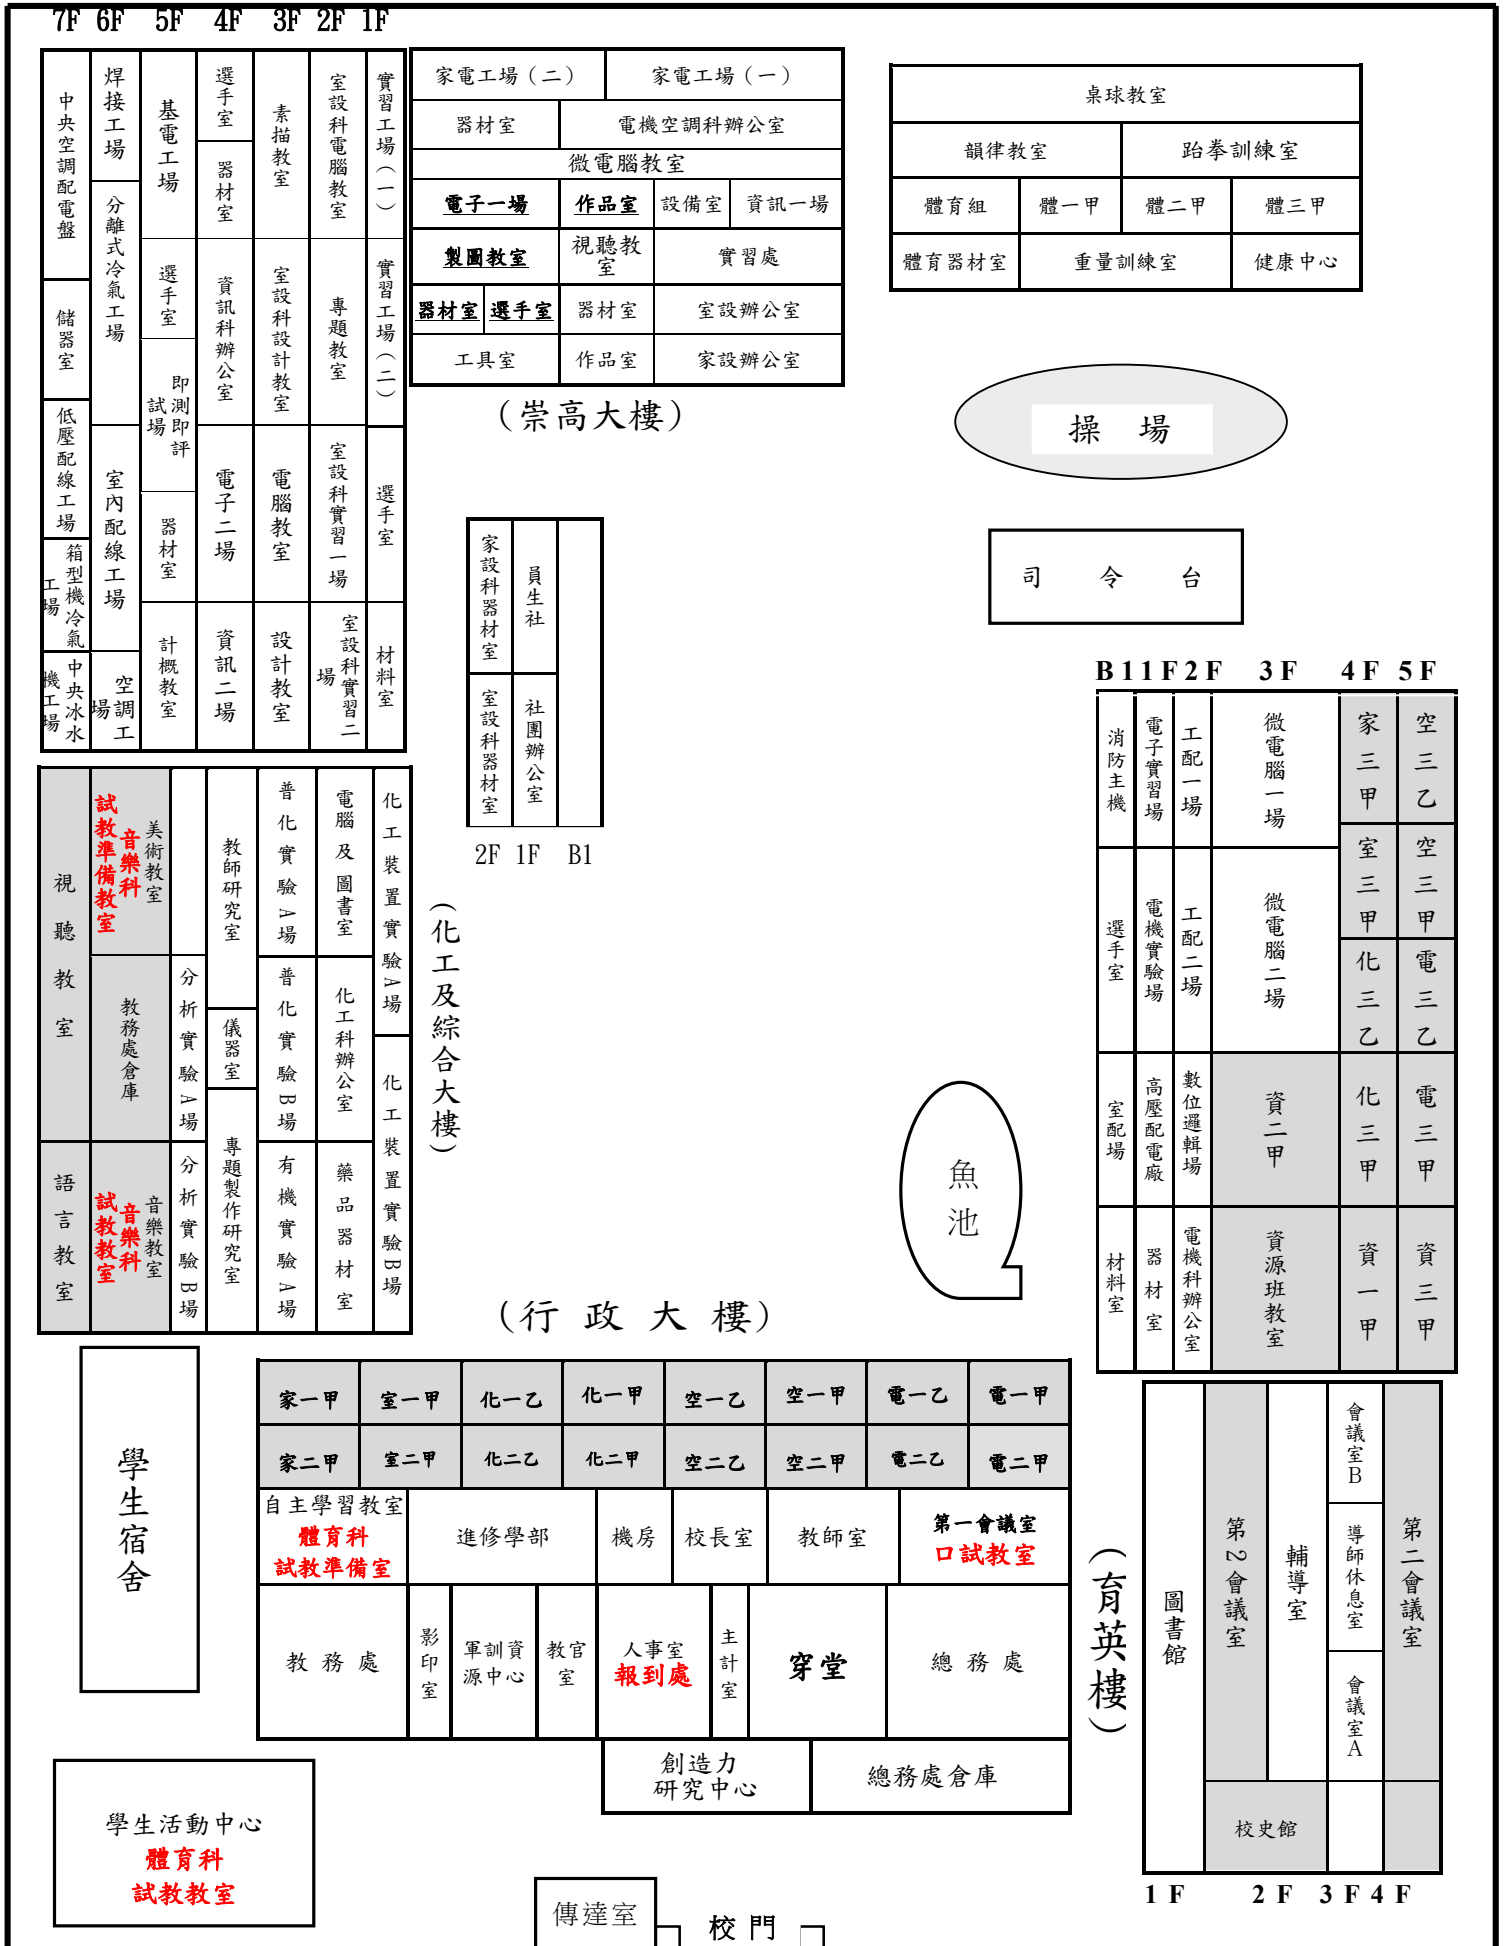 7F 6F 5F 4F 3F 2F 1F
中央空調配電盤
儲器室
低壓配線工場
箱型機冷氣
工場
中央冰水
機工場
焊接工場
分離式冷氣工場
室內配線工場
空調工
場
基電工場
選手室
即測即評
試場
器材室
計概教室
選手室
器材室
資訊科辦公室
電子二場
資訊二場
素描教室
室設科設計教室
電腦教室
設計教室
室設科電腦教室
專題教室
室設科實習一場
室設科實習二
場
實習工場(一)
實習工場(二)
選手室
材料室
家電工場（二）
家電工場（一）
器材室
電機空調科辦公室
微電腦教室
電子一場
作品室
設備室
資訊一場
製圖教室
視聽教
室
實習處
器材室
選手室
器材室
室設辦公室
工具室
作品室
家設辦公室
(崇高大樓)
桌球教室
韻律教室
跆拳訓練室
體育組
體一甲
體二甲
體三甲
體育器材室
重量訓練室
健康中心
操 場
司 令 台
家設科器材室
室設科器材室
員生社
社團辦公室
2F 1F B1
B1 1F 2F 3F 4F 5F
消防主機
選手室
室配場
材料室
電子實習場
電機實驗場
高壓配電廠
器材室
工配一場
工配二場
數位邏輯場
電機科辦公室
微電腦一場
微電腦二場
資二甲
資源班教室
家三甲
室三甲
化三乙
化三甲
資一甲
空三乙
空三甲
電三乙
電三甲
資三甲
視聽教室
語言教室
美術教室
音樂科
試教準備教室
教務處倉庫
音樂教室
音樂科
試教教室
分析實驗A場
分析實驗B場
教師研究室
儀器室
專題製作研究室
普化實驗A場
普化實驗B場
有機實驗A場
電腦及圖書室
化工科辦公室
藥品器材室
化工裝置實驗A場
化工裝置實驗B場
(化工及綜合大樓)
魚
池
(行 政 大 樓)
學生宿舍
家一甲
室一甲
化一乙
化一甲
空一乙
空一甲
電一乙
電一甲
家二甲
室二甲
化二乙
化二甲
空二乙
空二甲
電二乙
電二甲
自主學習教室
體育科
試教準備室
進修學部
機房
校長室
教師室
第一會議室
口試教室
教 務 處
影印室
軍訓資
源中心
教官
室
人事室
報到處
主計室
穿堂
總 務 處
創造力
研究中心
總務處倉庫
(育英樓)
圖書館
第2會議室
輔導室
校史館
會議室B
導師休息室
會議室A
第二會議室
1F 2F 3F 4F
學生活動中心
體育科
試教教室
傳達室
校 門